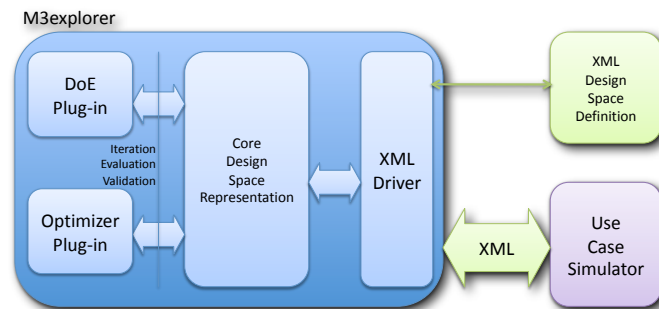 M3explorer
DoE
Plug-in
Iteration
Evaluation
Validation
Optimizer
Plug-in
Core
Design
Space
Representation
XML
Driver
XML
Design
Space
Definition
XML
Use
Case
Simulator